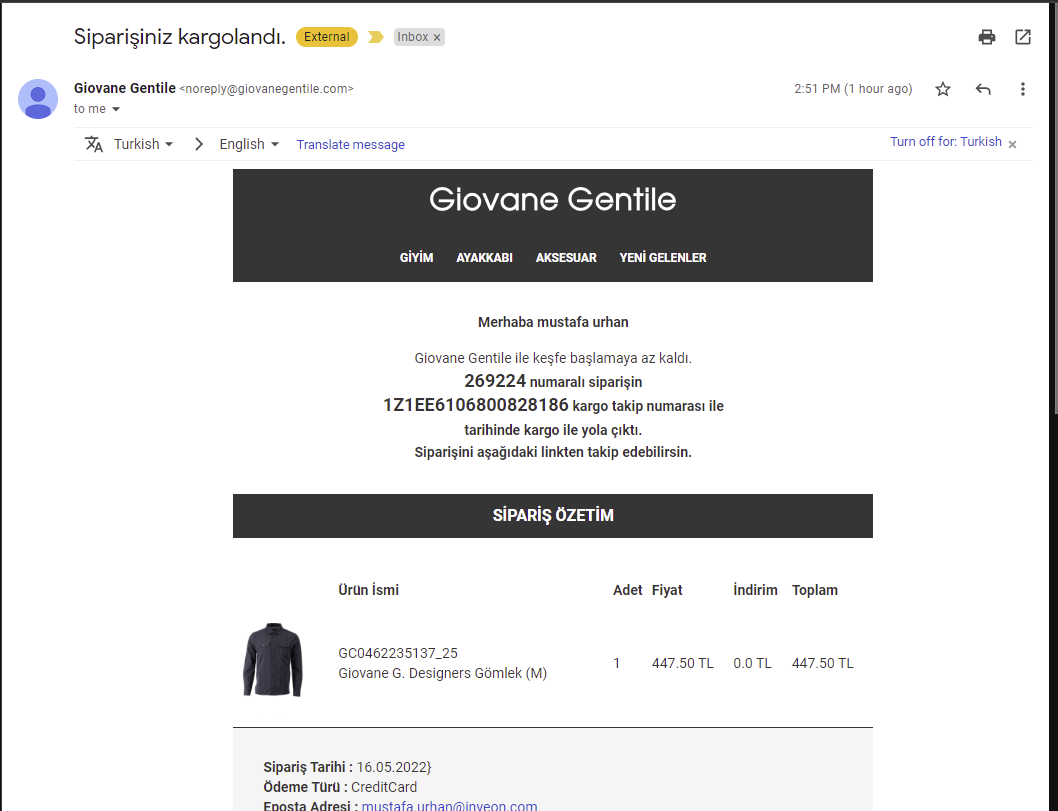 Siparişiniz kargolandı. External Inbox ×
Giovane Gentile <noreply@giovanegentile.com> 2:51 PM (1 hour ago)
to me
Turkish > English Translate message Turn off for: Turkish ×
Giovane Gentile
GİYİM AYAKKABI AKSESUAR YENİ GELENLER
Merhaba mustafa urhan
Giovane Gentile ile keşfe başlamaya az kaldı.
269224 numaralı siparişin
1Z1EE6106800828186 kargo takip numarası ile
tarihinde kargo ile yola çıktı.
Siparişini aşağıdaki linkten takip edebilirsin.
SİPARİŞ ÖZETİM
Ürün İsmi Adet Fiyat İndirim Toplam
GC0462235137_25
Giovane G. Designers Gömlek (M) 1 447.50 TL 0.0 TL 447.50 TL
Sipariş Tarihi : 16.05.2022}
Ödeme Türü : CreditCard
Eposta Adresi : mustafa.urhan@inveon.com